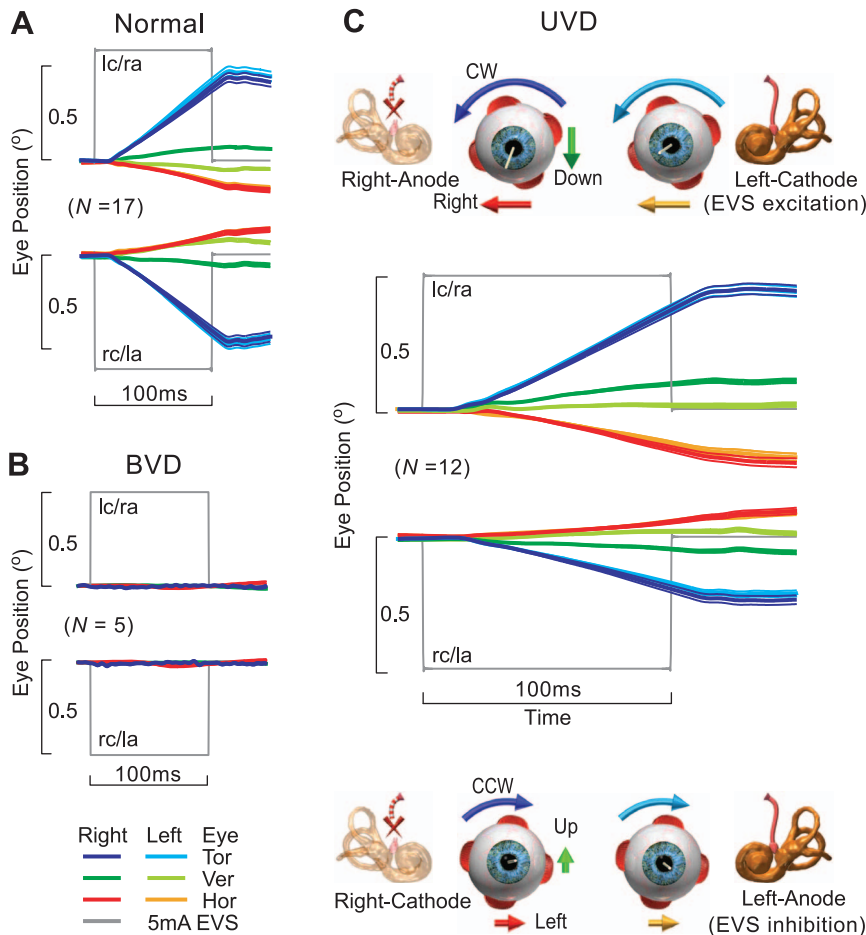 A
Normal
lc/ra
0.5
Eye Position (º)
(N =17)
0.5
rc/la
100ms
B
BVD
lc/ra
0.5
Eye Position (º)
(N = 5)
0.5
rc/la
100ms
Right Left Eye
Tor
Ver
Hor
5mA EVS
C
UVD
CW
Right-Anode
Down
Right
Left-Cathode
(EVS excitation)
lc/ra
0.5
Eye Position (º)
(N =12)
0.5
rc/la
100ms
Time
CCW
Up
Right-Cathode
Left
Left-Anode
(EVS inhibition)